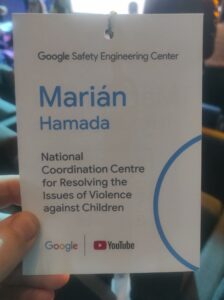 Google Safety Engineering Center
Marián
Hamada
National
Coordination Centre
for Resolving the
Issues of Violence
against Children
Google YouTube